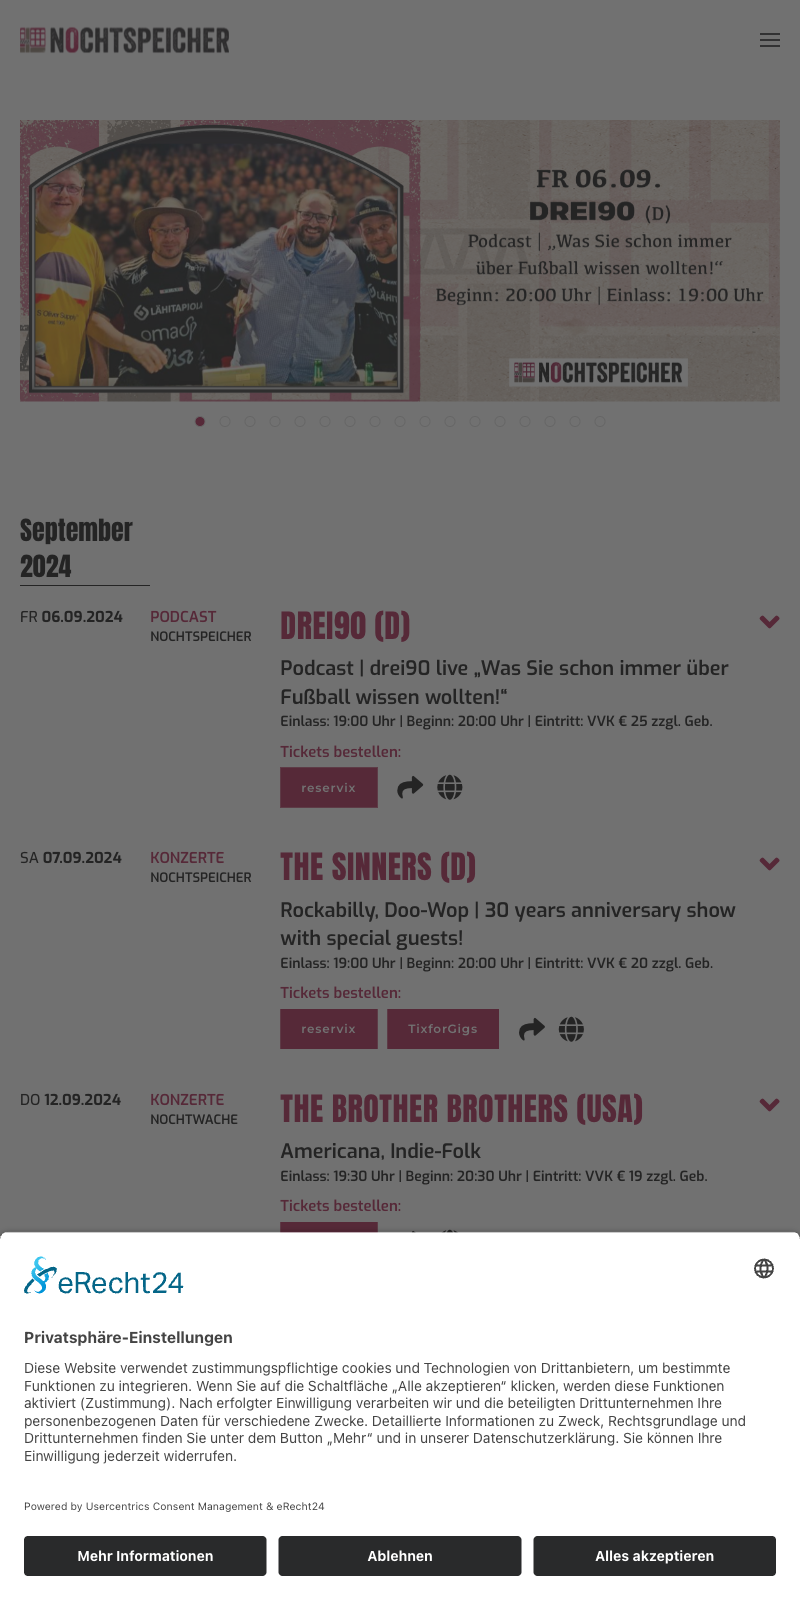 NOCHTSPEICHER
FR 06.09.
DREI90 (D)
Podcast | „Was Sie schon immer
über Fußball wissen wollten!“
Beginn: 20:00 Uhr | Einlass: 19:00 Uhr
LÄHITAPIOLA
NOCHTSPEICHER
September
2024
FR 06.09.2024
PODCAST
NOCHTSPEICHER
DREI90 (D)
Podcast | drei90 live „Was Sie schon immer über
Fußball wissen wollten!“
Einlass: 19:00 Uhr | Beginn: 20:00 Uhr | Eintritt: VVK € 25 zzgl. Geb.
Tickets bestellen:
reservix
SA 07.09.2024
KONZERTE
NOCHTSPEICHER
THE SINNERS (D)
Rockabilly, Doo-Wop | 30 years anniversary show
with special guests!
Einlass: 19:00 Uhr | Beginn: 20:00 Uhr | Eintritt: VVK € 20 zzgl. Geb.
Tickets bestellen:
reservix TixforGigs
DO 12.09.2024
KONZERTE
NOCHTWACHE
THE BROTHER BROTHERS (USA)
Americana, Indie-Folk
Einlass: 19:30 Uhr | Beginn: 20:30 Uhr | Eintritt: VVK € 19 zzgl. Geb.
Tickets bestellen:
eRecht24
Privatsphäre-Einstellungen
Diese Website verwendet zustimmungspflichtige cookies und Technologien von Drittanbietern, um bestimmte
Funktionen zu integrieren. Wenn Sie auf die Schaltfläche „Alle akzeptieren“ klicken, werden diese Funktionen
aktiviert (Zustimmung). Nach erfolgter Einwilligung verarbeiten wir und die beteiligten Drittunternehmen Ihre
personenbezogenen Daten für verschiedene Zwecke. Detaillierte Informationen zu Zweck, Rechtsgrundlage und
Drittunternehmen finden Sie unter dem Button „Mehr“ und in unserer Datenschutzerklärung. Sie können Ihre
Einwilligung jederzeit widerrufen.
Powered by Usercentrics Consent Management & eRecht24
Mehr Informationen Ablehnen Alles akzeptieren